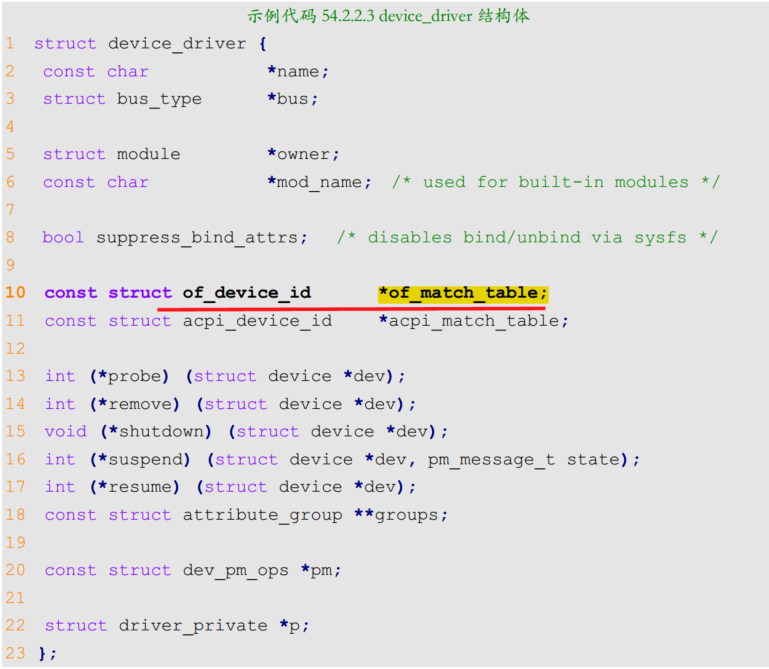 示例代码 54.2.2.3 device_driver 结构体
1 struct device_driver {
2 const char *name;
3 struct bus_type *bus;
4
5 struct module *owner;
6 const char *mod_name; /* used for built-in modules */
7
8 bool suppress_bind_attrs; /* disables bind/unbind via sysfs */
9
10 const struct of_device_id *of_match_table;
11 const struct acpi_device_id *acpi_match_table;
12
13 int (*probe) (struct device *dev);
14 int (*remove) (struct device *dev);
15 void (*shutdown) (struct device *dev);
16 int (*suspend) (struct device *dev, pm_message_t state);
17 int (*resume) (struct device *dev);
18 const struct attribute_group **groups;
19
20 const struct dev_pm_ops *pm;
21
22 struct driver_private *p;
23 };